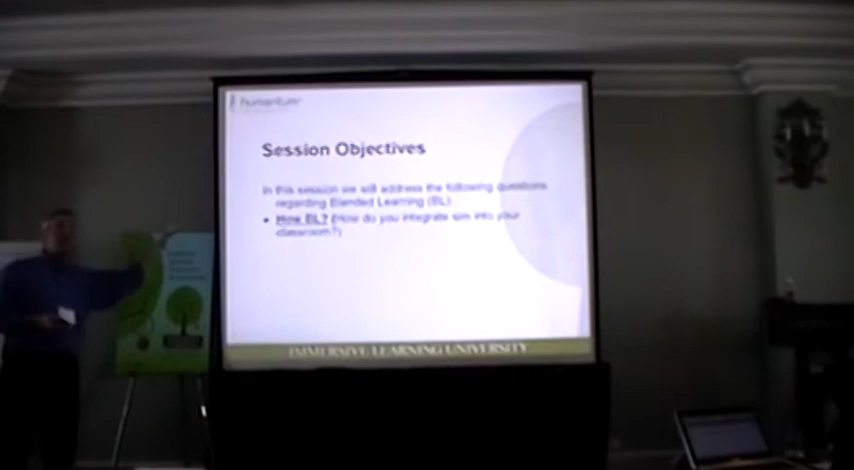 humentum
Session Objectives
In this session we will address the following questions
regarding Blended Learning (BL)
• How BL? (How do you integrate sim into your
classroom?)
IMMERSIVE LEARNING UNIVERSITY